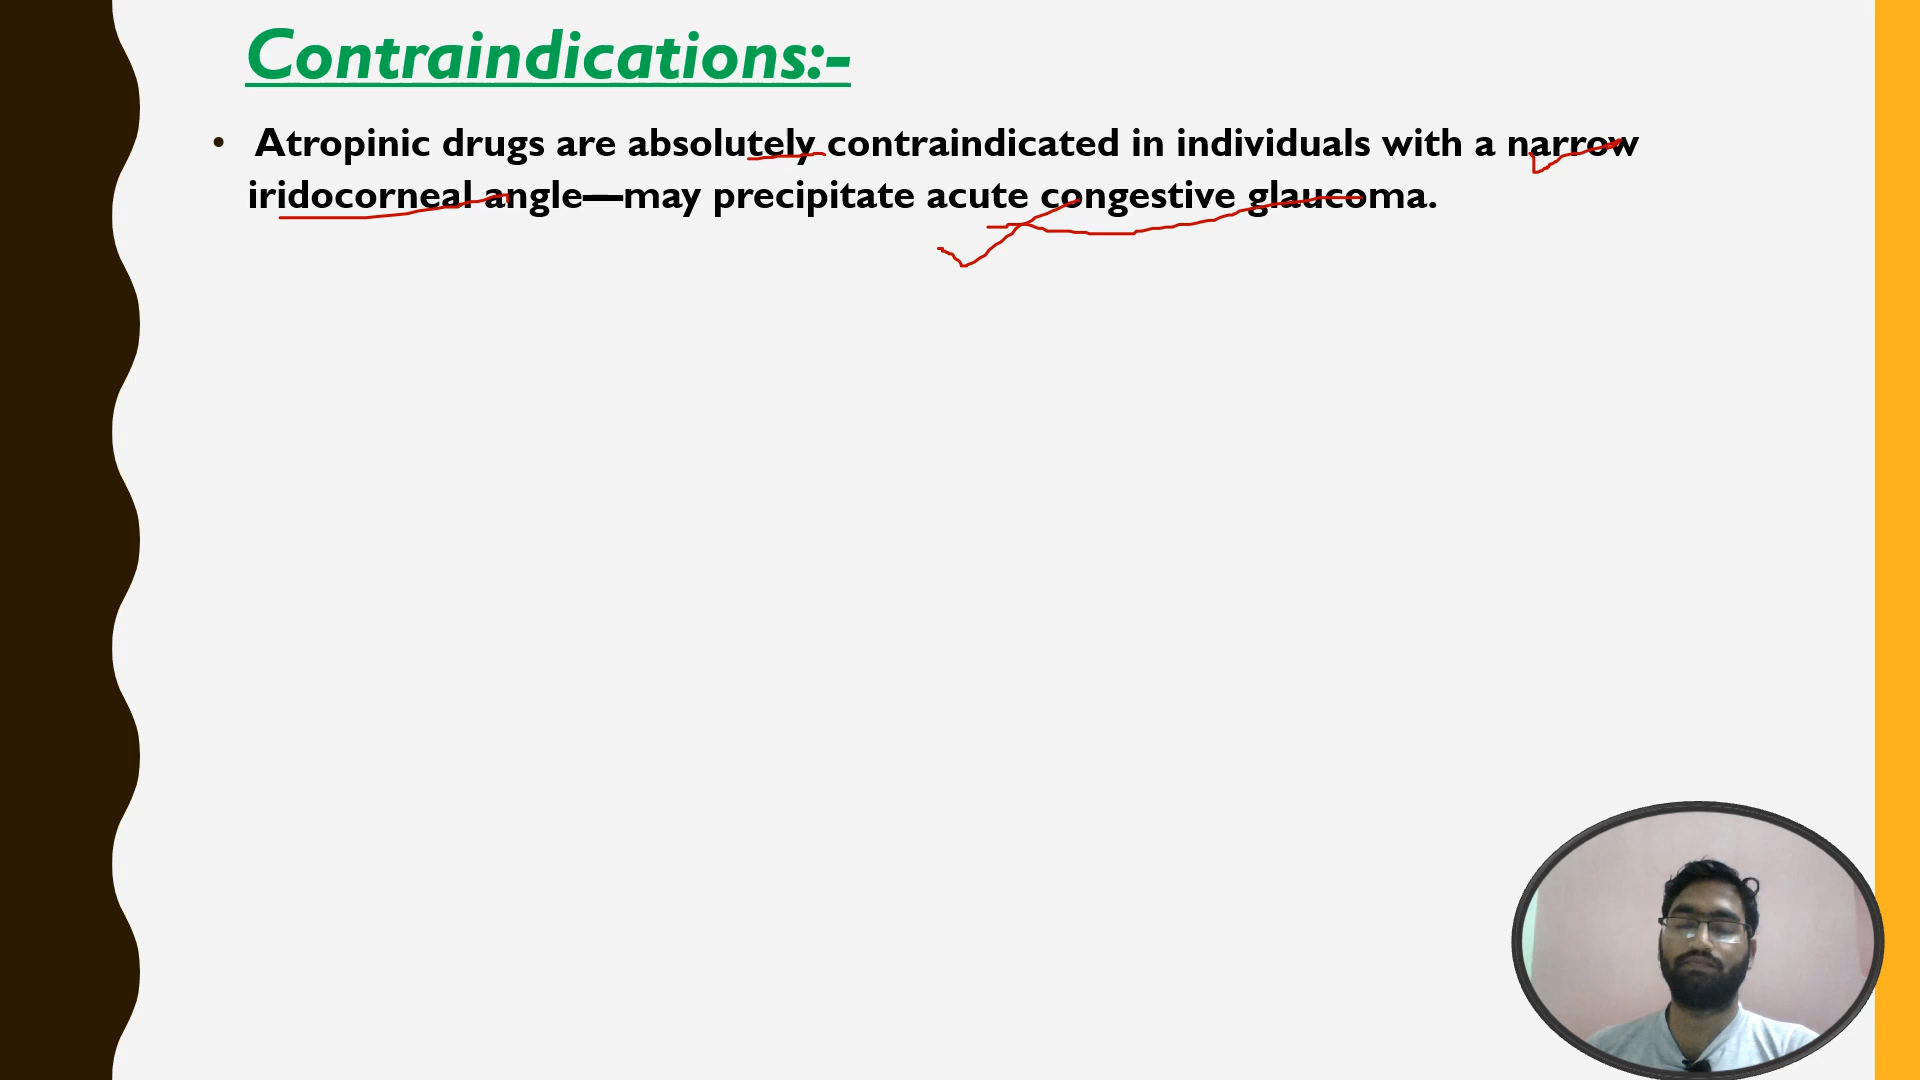 Contraindications:-
• Atropinic drugs are absolutely contraindicated in individuals with a narrow
iridocorneal angle—may precipitate acute congestive glaucoma.